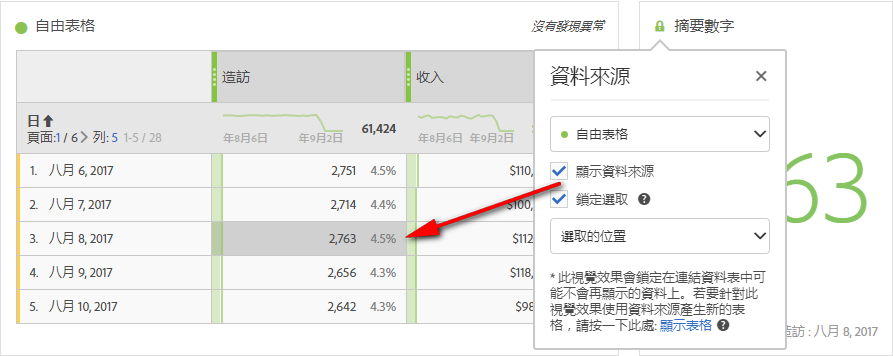 自由表格
沒有發現異常
摘要數字
造訪
收入
日
頁面:1 / 6 列: 5 1-5 / 28
年8月6日
年9月2日
61,424
年8月6日
年9月2日
1. 八月 6, 2017 2,751 4.5% $110,
2. 八月 7, 2017 2,714 4.4% $100,
3. 八月 8, 2017 2,763 4.5% $112
4. 八月 9, 2017 2,656 4.3% $118,
5. 八月 10, 2017 2,642 4.3% $98
資料來源
自由表格
顯示資料來源
鎖定選取
選取的位置
* 此視覺效果會鎖定在連結資料表中可
能不會再顯示的資料上。若要針對此
視覺效果使用資料來源產生新的表
格，請按一下此處: 顯示表格
63
造訪 : 八月 8, 2017